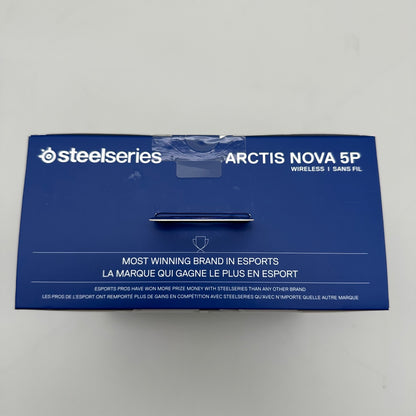 steelseries
ARCTIS NOVA 5P
WIRELESS | SANS FIL
MOST WINNING BRAND IN ESPORTS
LA MARQUE QUI GAGNE LE PLUS EN ESPORT
ESPORTS PROS HAVE WON MORE PRIZE MONEY WITH STEELSERIES THAN ANY OTHER BRAND
LES PROS DE L'ESPORT ONT REMPORTÉ PLUS DE GAINS EN COMPÉTITION AVEC STEELSERIES QU'AVEC N'IMPORTE QUELLE AUTRE MARQUE